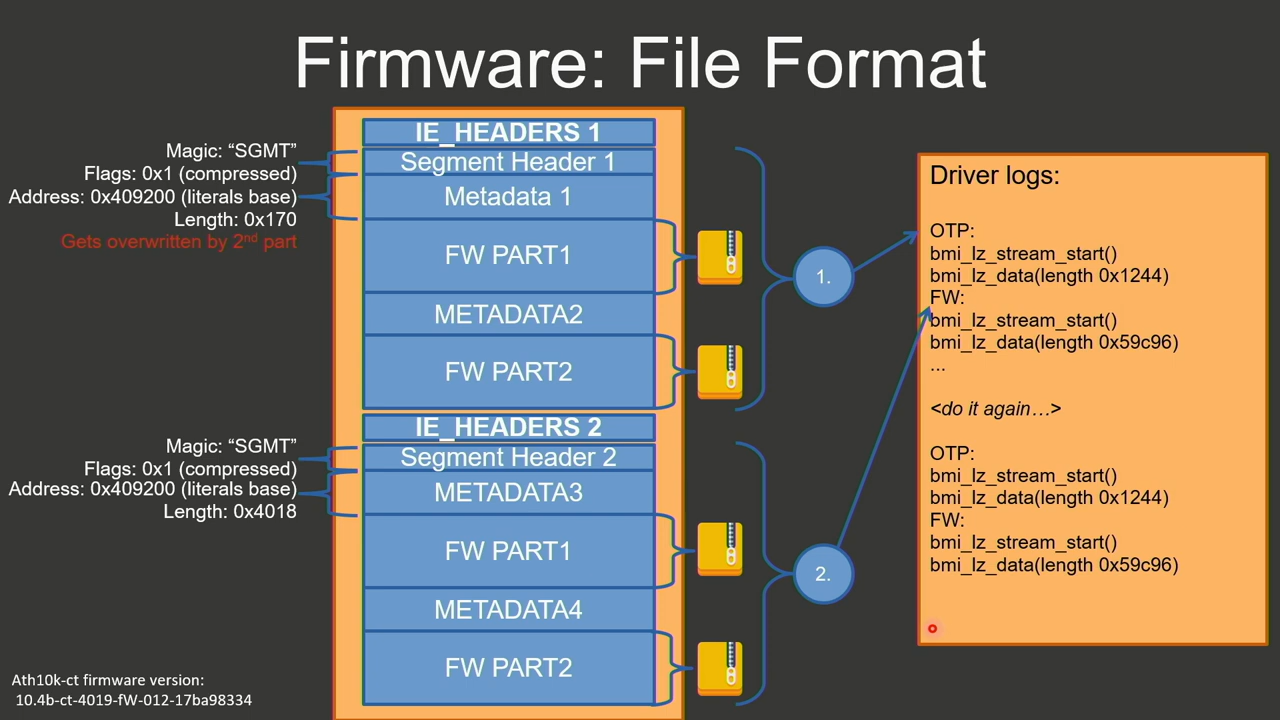 Firmware: File Format
Magic: “SGMT”
Flags: 0x1 (compressed)
Address: 0x409200 (literals base)
Length: 0x170
Gets overwritten by 2nd part
IE_HEADERS 1
Segment Header 1
Metadata 1
FW PART1
METADATA2
FW PART2
Magic: “SGMT”
Flags: 0x1 (compressed)
Address: 0x409200 (literals base)
Length: 0x4018
IE_HEADERS 2
Segment Header 2
METADATA3
FW PART1
METADATA4
FW PART2
1.
2.
Driver logs:
OTP:
bmi_lz_stream_start()
bmi_lz_data(length 0x1244)
FW:
bmi_lz_stream_start()
bmi_lz_data(length 0x59c96)
...
<do it again…>
OTP:
bmi_lz_stream_start()
bmi_lz_data(length 0x1244)
FW:
bmi_lz_stream_start()
bmi_lz_data(length 0x59c96)
Ath10k-ct firmware version:
10.4b-ct-4019-fW-012-17ba98334